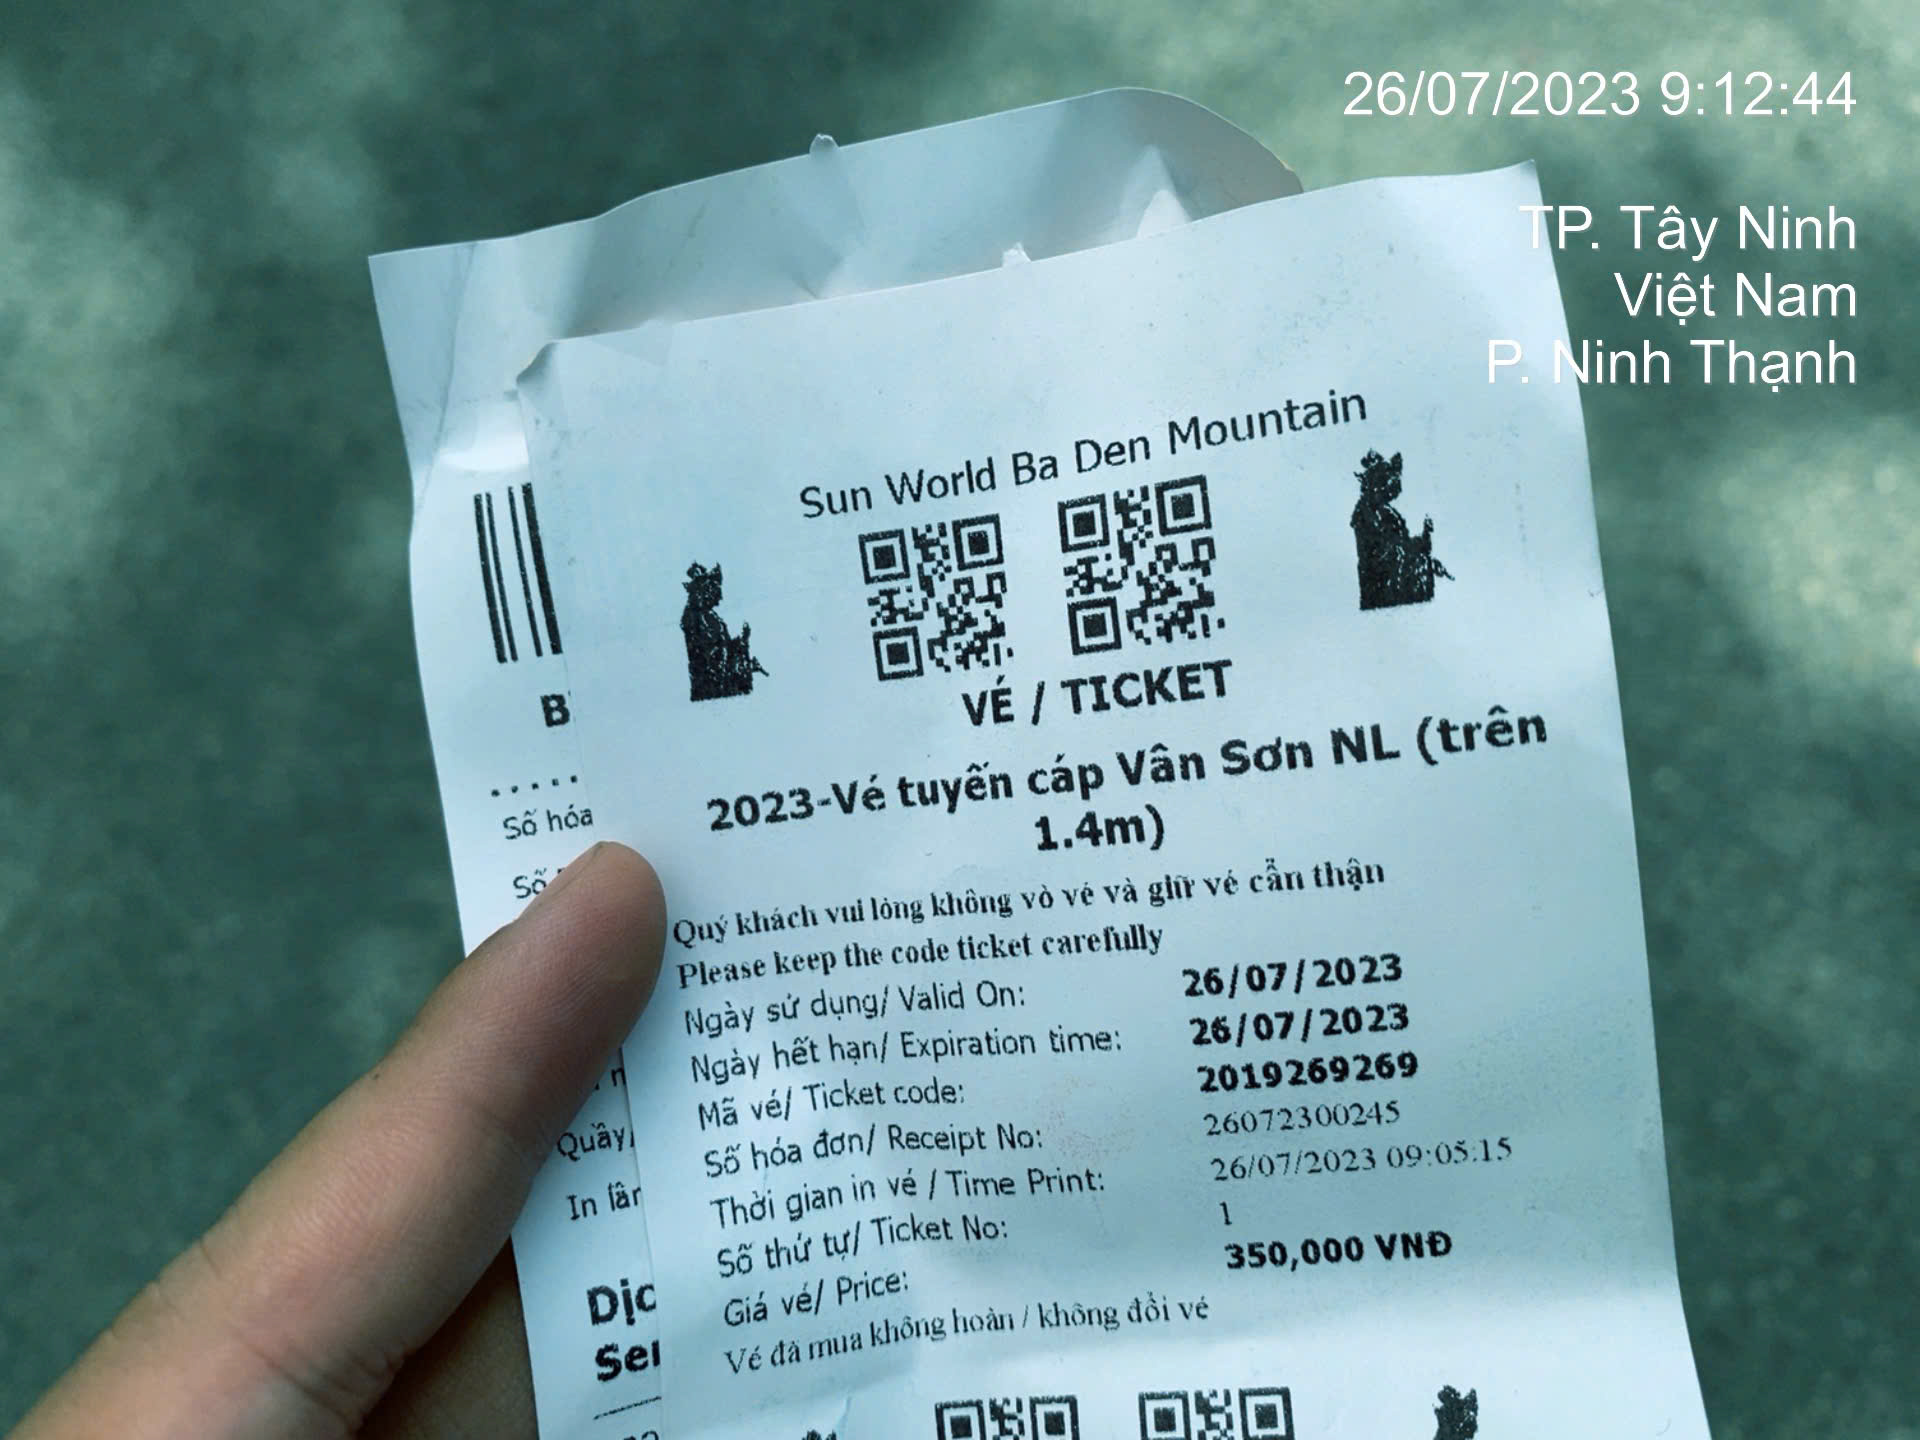 26/07/2023 9:12:44
TP. Tây Ninh
Việt Nam
P. Ninh Thạnh
Sun World Ba Den Mountain
VÉ / TICKET
2023-Vé tuyến cáp Vân Sơn NL (trên
1.4m)
Quý khách vui lòng không vò vé và giữ vé cẩn thận
Please keep the code ticket carefully
Ngày sử dụng/ Valid On: 26/07/2023
Ngày hết hạn/ Expiration time: 26/07/2023
Mã vé/ Ticket code: 2019269269
Số hóa đơn/ Receipt No: 26072300245
Thời gian in vé / Time Print: 26/07/2023 09:05:15
Số thứ tự/ Ticket No: 1
Giá vé/ Price: 350,000 VNĐ
Vé đã mua không hoàn / không đổi vé
Số hóa
Số
Quầy/
In lần